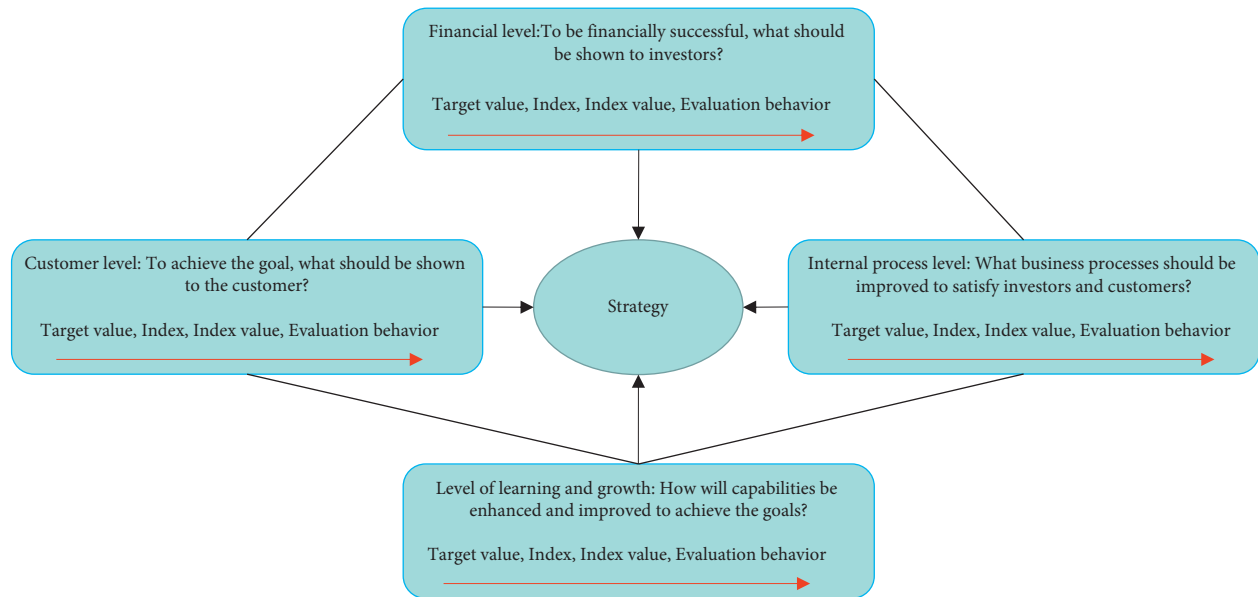 Financial level:To be financially successful, what should
be shown to investors?
Target value, Index, Index value, Evaluation behavior
Customer level: To achieve the goal, what should be shown
to the customer?
Target value, Index, Index value, Evaluation behavior
Strategy
Internal process level: What business processes should be
improved to satisfy investors and customers?
Target value, Index, Index value, Evaluation behavior
Level of learning and growth: How will capabilities be
enhanced and improved to achieve the goals?
Target value, Index, Index value, Evaluation behavior